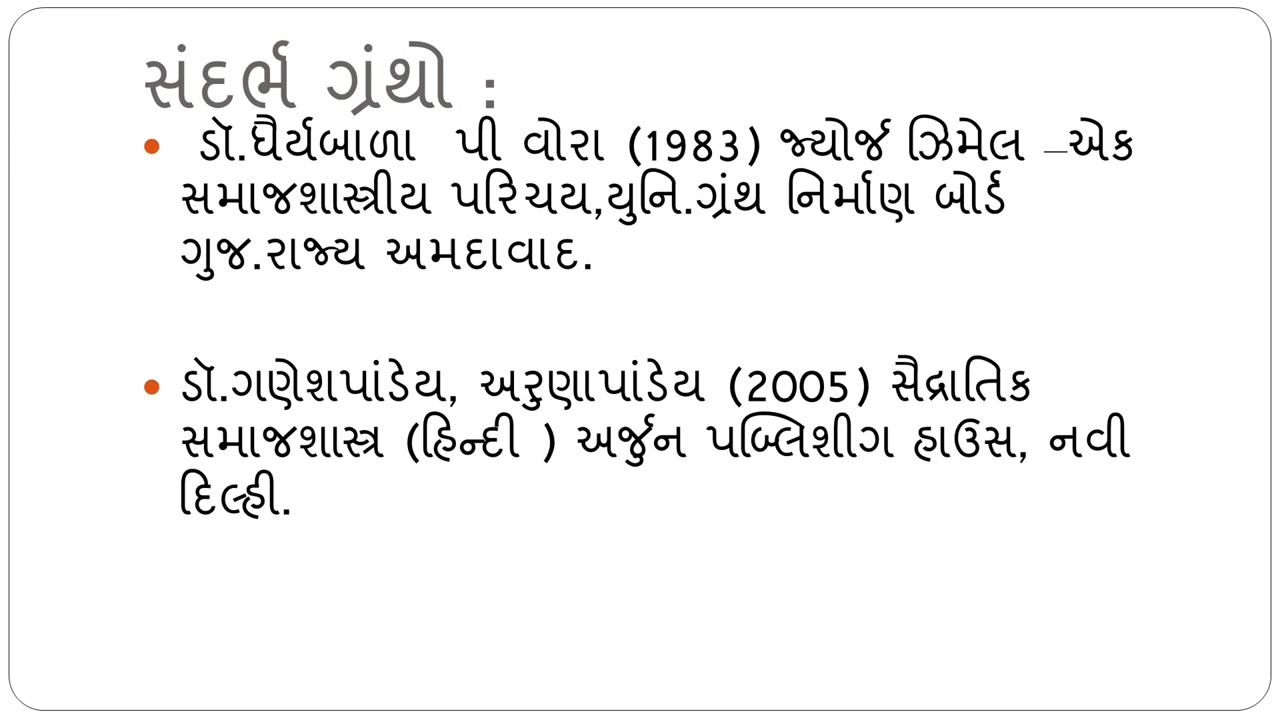 સંદર્ભ ગ્રંથો :
ડૉ.ધૈર્યબાળા પી વોરા (1983) જ્યોર્જ ઝિમેલ –એક
સમાજશાસ્ત્રીય પરિચય,યુનિ.ગ્રંથ નિર્માણ બોર્ડ
ગુજ.રાજ્ય અમદાવાદ.
ડૉ.ગણેશપાંડેય, અરુણાપાંડેય (2005) સૈદ્રાતિક
સમાજશાસ્ત્ર (હિન્દી ) અર્જુન પબ્લિશીગ હાઉસ, નવી
દિલ્હી.